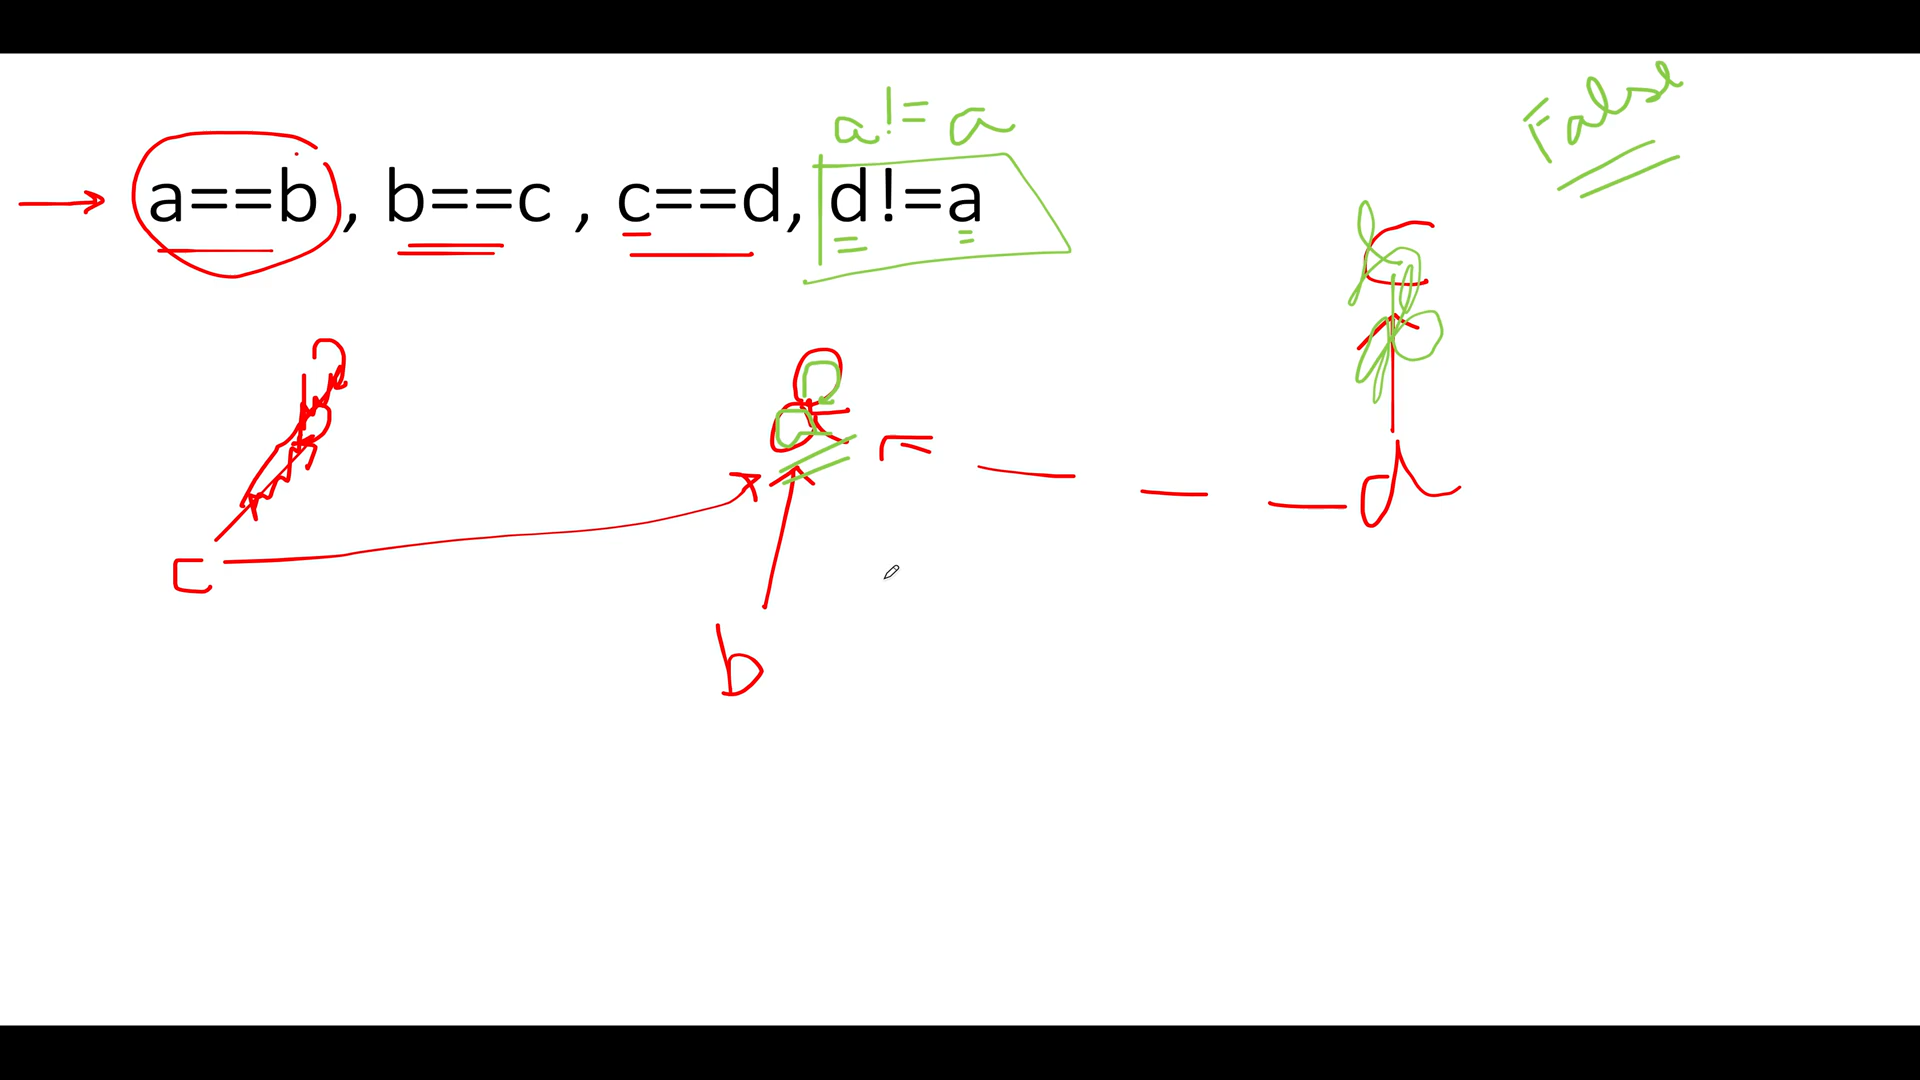 False
a!=a
a==b, b==c , c==d, d!=a
a
c
d
b